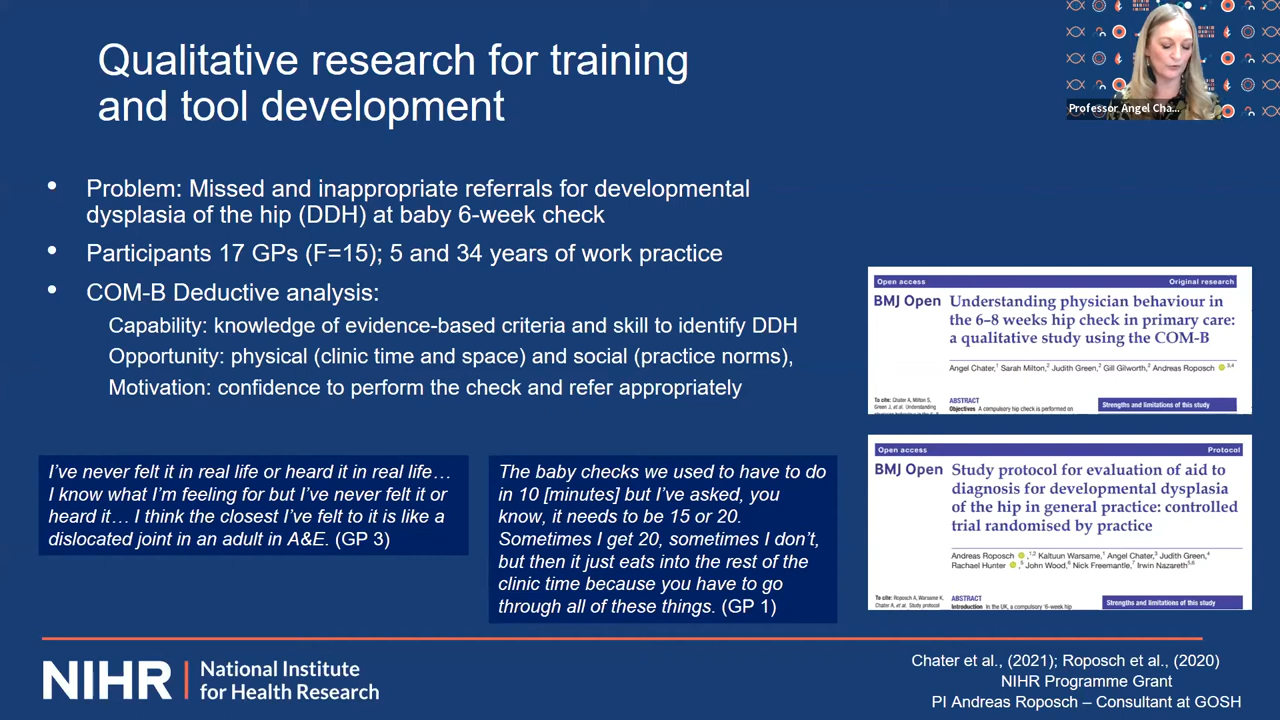 Qualitative research for training
and tool development
Professor Angel Cha...
• Problem: Missed and inappropriate referrals for developmental
dysplasia of the hip (DDH) at baby 6-week check
• Participants 17 GPs (F=15); 5 and 34 years of work practice
• COM-B Deductive analysis:
Capability: knowledge of evidence-based criteria and skill to identify DDH
Opportunity: physical (clinic time and space) and social (practice norms),
Motivation: confidence to perform the check and refer appropriately
I've never felt it in real life or heard it in real life…
I know what I'm feeling for but I've never felt it or
heard it… I think the closest I've felt to it is like a
dislocated joint in an adult in A&E. (GP 3)
The baby checks we used to have to do
in 10 [minutes] but I've asked, you
know, it needs to be 15 or 20.
Sometimes I get 20, sometimes I don't,
but then it just eats into the rest of the
clinic time because you have to go
through all of these things. (GP 1)
Open access Original research
BMJ Open Understanding physician behaviour in
the 6–8 weeks hip check in primary care:
a qualitative study using the COM-B
Angel Chater,1 Sarah Milton,2 Judith Green,2 Gill Gilworth,2 Andreas Roposch 3,4
To cite: Chater A, Milton S,
Green J, et al. Understanding
ABSTRACT
Objectives A compulsory hip check is performed on
Strengths and limitations of this study
Open access Protocol
BMJ Open Study protocol for evaluation of aid to
diagnosis for developmental dysplasia
of the hip in general practice: controlled
trial randomised by practice
Andreas Roposch ,1,2 Kaltuun Warsame,1 Angel Chater,3 Judith Green,4
Rachael Hunter ,5 John Wood,6 Nick Freemantle,7 Irwin Nazareth5,6
To cite: Roposch A, Warsame K,
Chater A, et al. Study protocol
ABSTRACT
Introduction In the UK, a compulsory '6-week hip
Strengths and limitations of this study
NIHR | National Institute
for Health Research
Chater et al., (2021); Roposch et al., (2020)
NIHR Programme Grant
PI Andreas Roposch – Consultant at GOSH